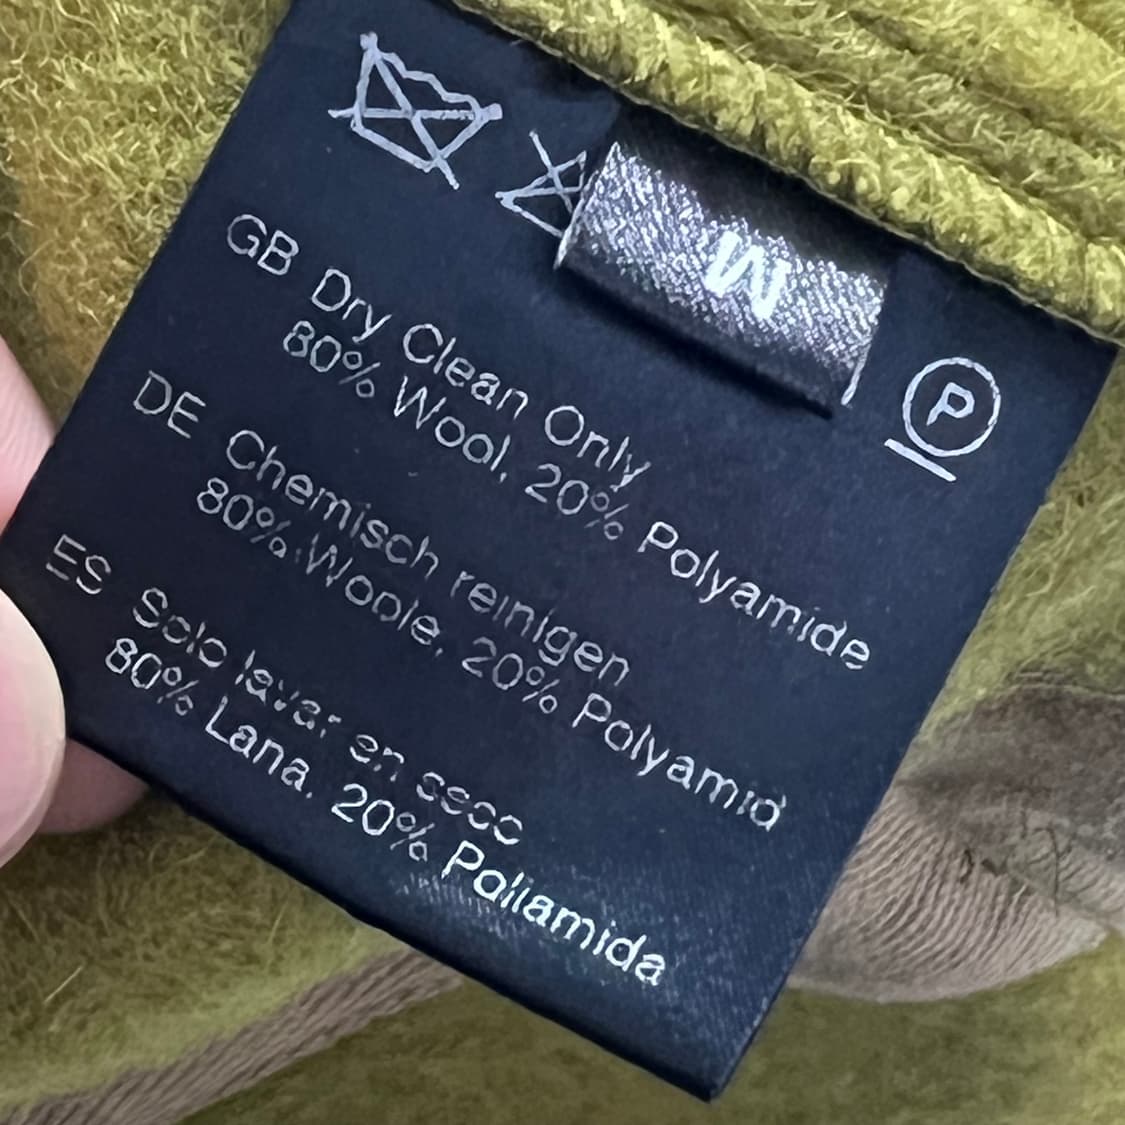 M
P
GB Dry Clean Only
80% Wool, 20% Polyamide
DE Chemisch reinigen
80% Woole, 20% Polyamid
ES Solo lavar en seco
80% Lana, 20% Poliamida